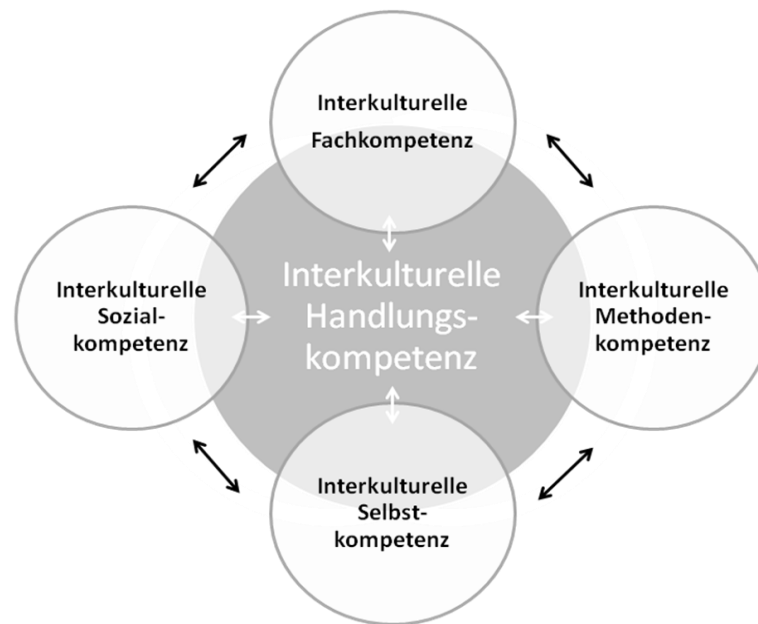 Interkulturelle
Fachkompetenz
Interkulturelle
Sozial-
kompetenz
Interkulturelle
Handlungs-
kompetenz
Interkulturelle
Methoden-
kompetenz
Interkulturelle
Selbst-
kompetenz